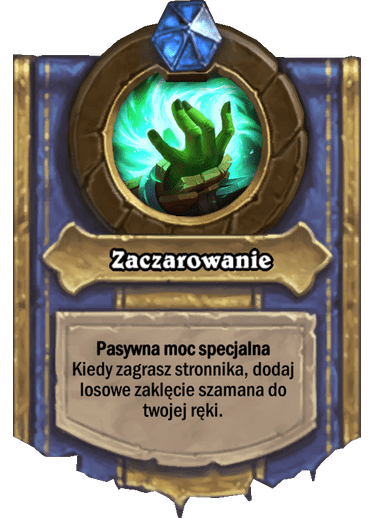 Zaczarowanie
Pasywna moc specjalna
Kiedy zagrasz stronnika, dodaj
losowe zaklęcie szamana do
twojej ręki.